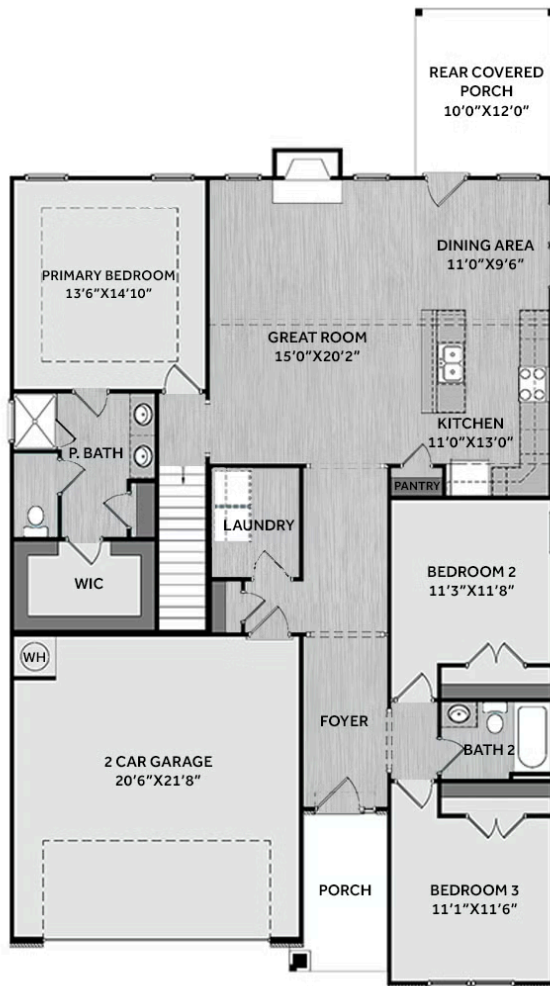 REAR COVERED
PORCH
10'0"X12'0"
DINING AREA
11'0"X9'6"
PRIMARY BEDROOM
13'6"X14'10"
GREAT ROOM
15'0"X20'2"
KITCHEN
11'0"X13'0"
P. BATH
PANTRY
LAUNDRY
WIC
BEDROOM 2
11'3"X11'8"
WH
FOYER
BATH 2
2 CAR GARAGE
20'6"X21'8"
PORCH
BEDROOM 3
11'1"X11'6"